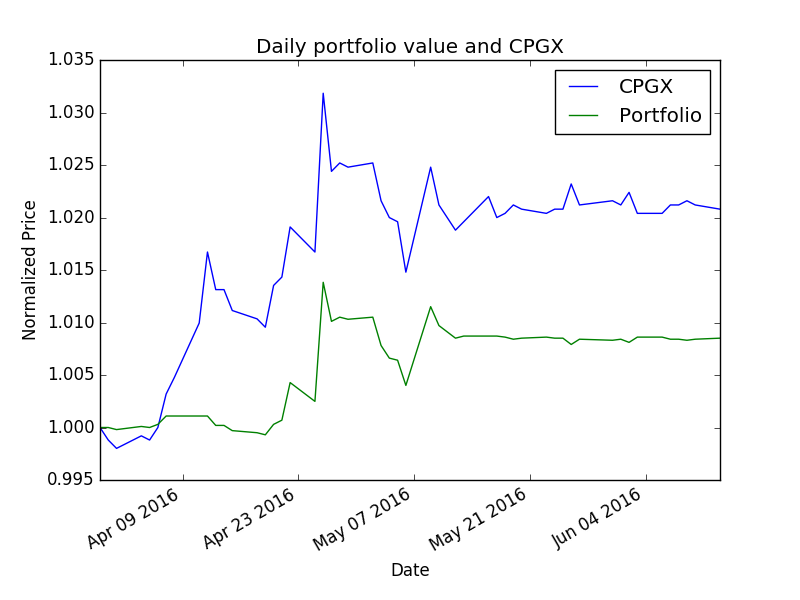 Daily portfolio value and CPGX
CPGX
Portfolio
1.035
1.030
1.025
1.020
1.015
1.010
1.005
1.000
0.995
Normalized Price
Apr 09 2016
Apr 23 2016
May 07 2016
May 21 2016
Jun 04 2016
Date